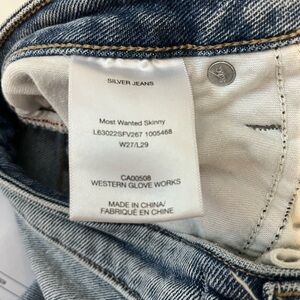 SILVER JEANS
Most Wanted Skinny
L63022SFV267 1005468
W27/L29
CA00508
WESTERN GLOVE WORKS
MADE IN CHINA/
FABRIQUÉ EN CHINE